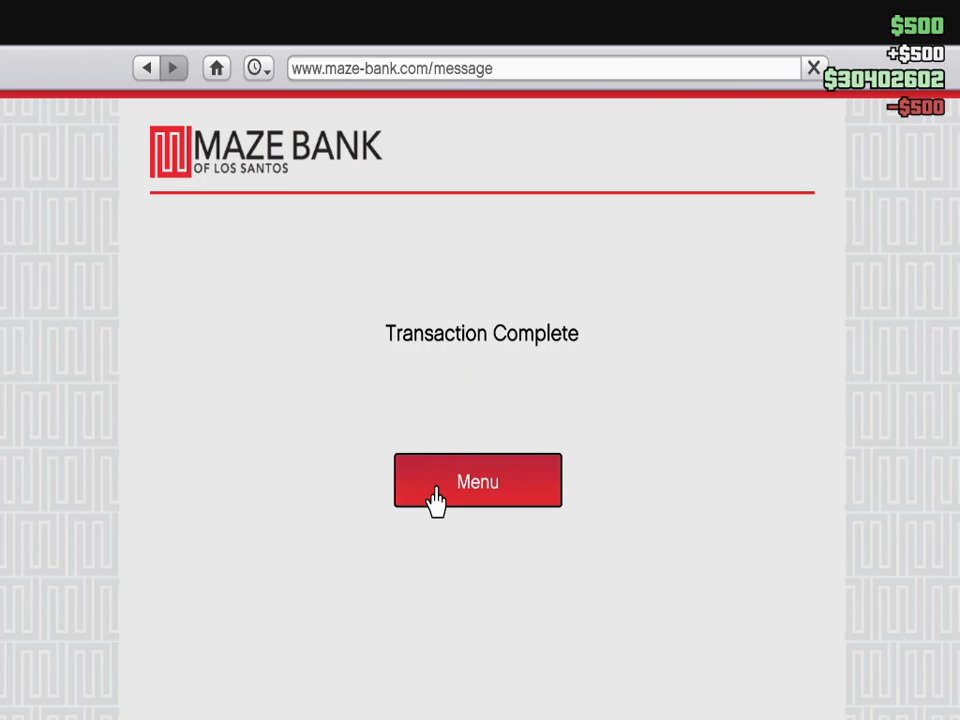 $500
+$500
www.maze-bank.com/message
$30402602
-$500
MAZE BANK
OF LOS SANTOS
Transaction Complete
Menu